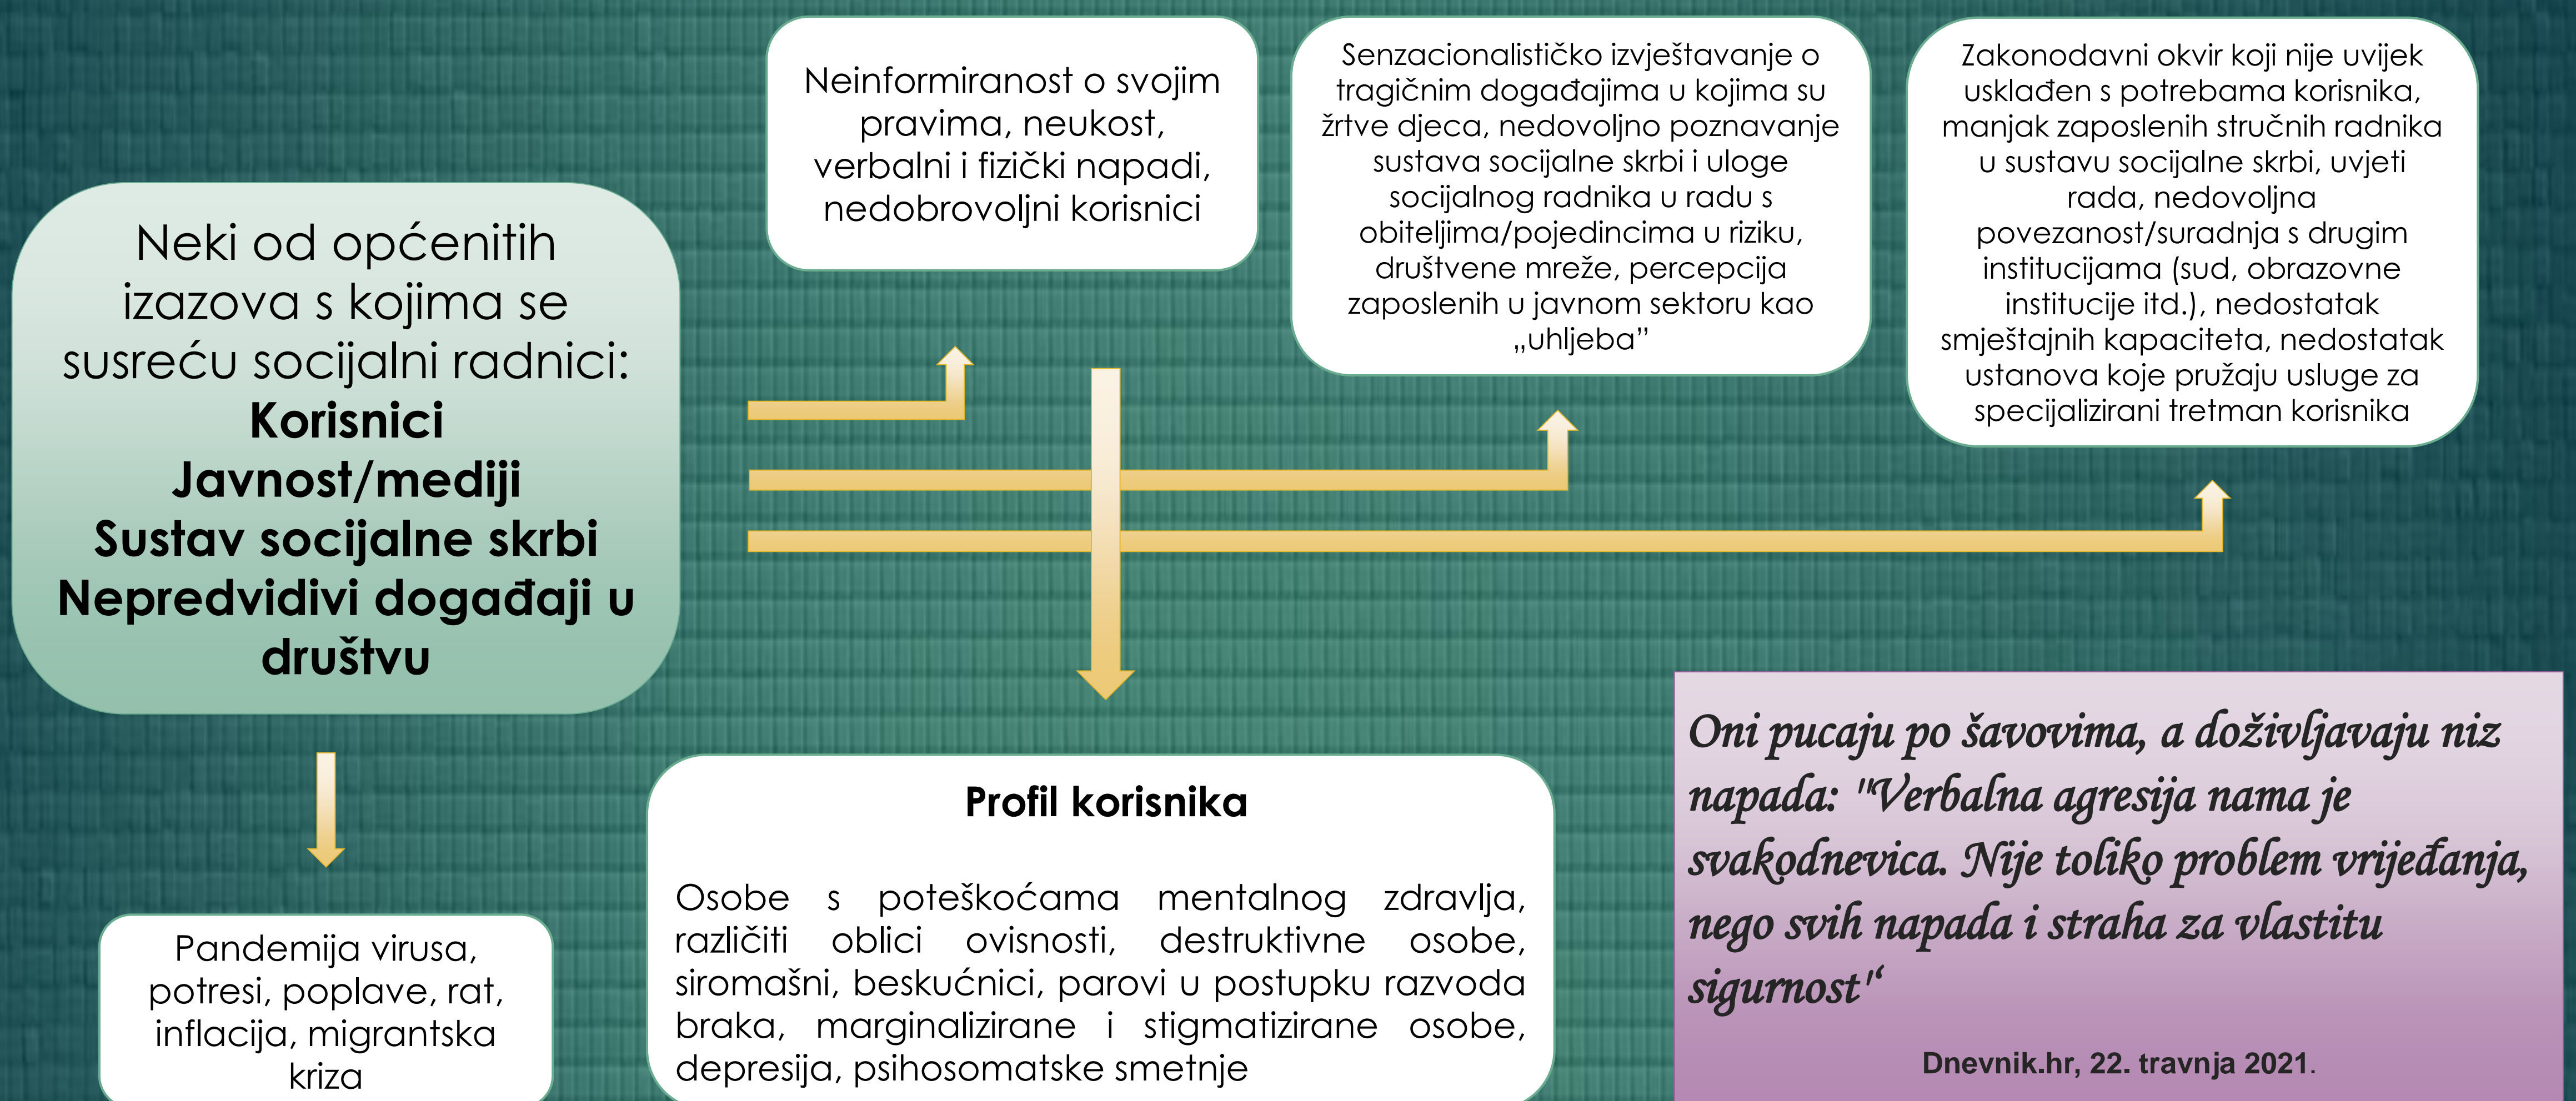 Neki od općenitih
izazova s kojima se
susreću socijalni radnici:
Korisnici
Javnost/mediji
Sustav socijalne skrbi
Nepredvidivi događaji u
društvu
Neinformiranost o svojim
pravima, neukost,
verbalni i fizički napadi,
nedobrovoljni korisnici
Senzacionalističko izvještavanje o
tragičnim događajima u kojima su
žrtve djeca, nedovoljno poznavanje
sustava socijalne skrbi i uloge
socijalnog radnika u radu s
obiteljima/pojedincima u riziku,
društvene mreže, percepcija
zaposlenih u javnom sektoru kao
„uhljeba”
Zakonodavni okvir koji nije uvijek
usklađen s potrebama korisnika,
manjak zaposlenih stručnih radnika
u sustavu socijalne skrbi, uvjeti
rada, nedovoljna
povezanost/suradnja s drugim
institucijama (sud, obrazovne
institucije itd.), nedostatak
smještajnih kapaciteta, nedostatak
ustanova koje pružaju usluge za
specijalizirani tretman korisnika
Pandemija virusa,
potresi, poplave, rat,
inflacija, migrantska
kriza
Profil korisnika
Osobe s poteškoćama mentalnog zdravlja,
različiti oblici ovisnosti, destruktivne osobe,
siromašni, beskućnici, parovi u postupku razvoda
braka, marginalizirane i stigmatizirane osobe,
depresija, psihosomatske smetnje
Oni pucaju po šavovima, a doživljavaju niz
napada: "Verbalna agresija nama je
svakodnevica. Nije toliko problem vrijeđanja,
nego svih napada i straha za vlastitu
sigurnost"“
Dnevnik.hr, 22. travnja 2021.